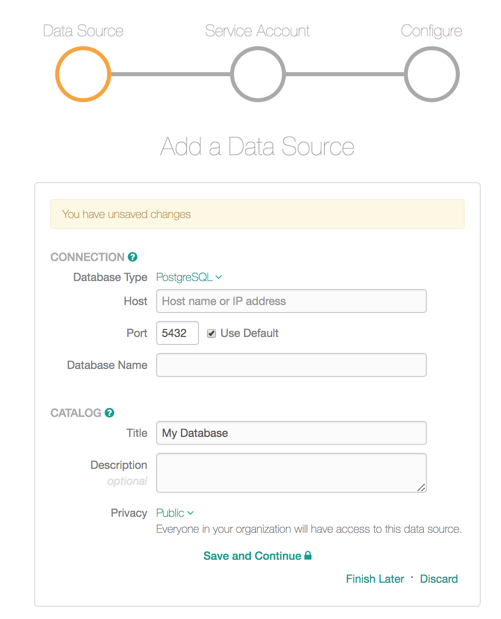 Data Source Service Account Configure
Add a Data Source
You have unsaved changes
CONNECTION ?
Database Type PostgreSQL
Host Host name or IP address
Port 5432 Use Default
Database Name
CATALOG ?
Title My Database
Description
optional
Privacy Public
Everyone in your organization will have access to this data source.
Save and Continue
Finish Later · Discard